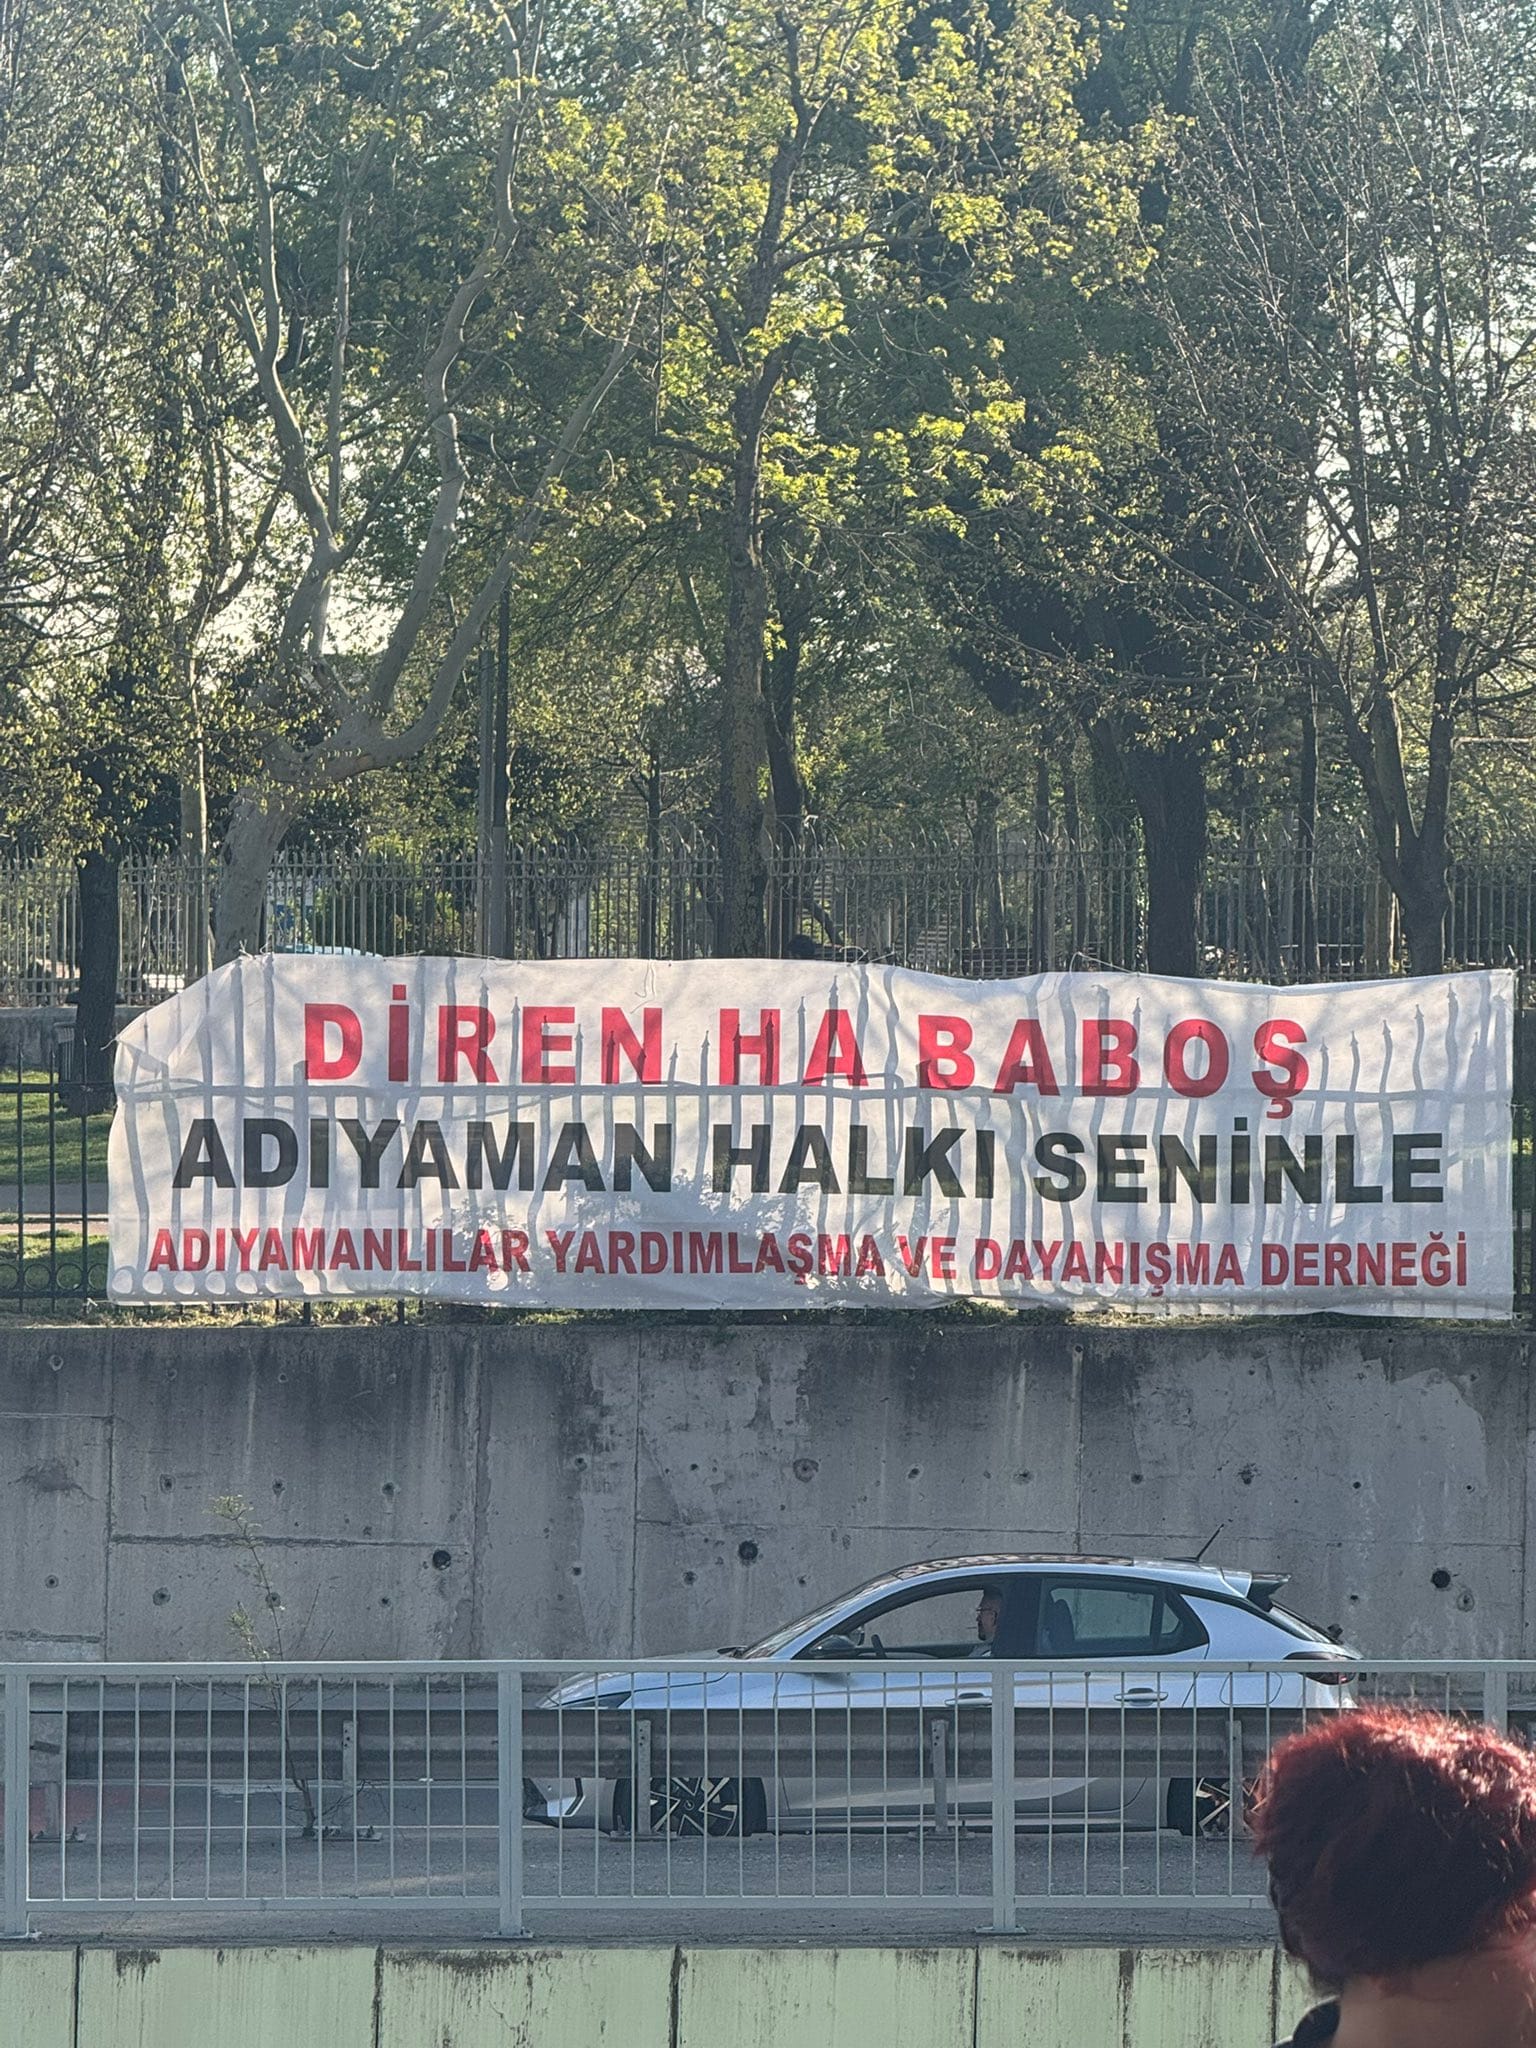 DİREN HA BABOŞ
ADIYAMAN HALKI SENİNLE
ADIYAMANLILAR YARDIMLAŞMA VE DAYANIŞMA DERNEĞİ